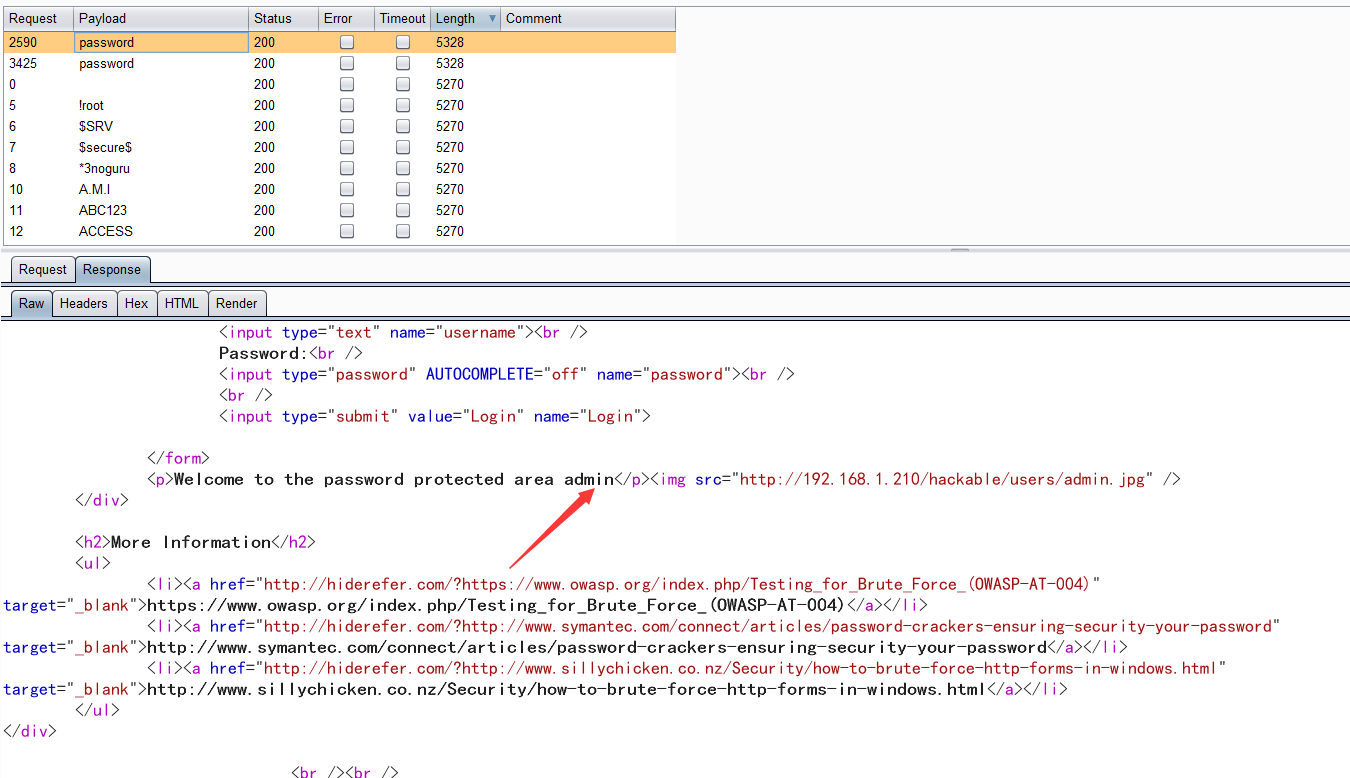 Request Payload Status Error Timeout Length ▼ Comment
2590 password 200 5328
3425 password 200 5328
0 200 5270
5 !root 200 5270
6 $SRV 200 5270
7 $secure$ 200 5270
8 *3noguru 200 5270
10 A.M.I 200 5270
11 ABC123 200 5270
12 ACCESS 200 5270
Request Response
Raw Headers Hex HTML Render
<input type="text" name="username"><br />
Password:<br />
<input type="password" AUTOCOMPLETE="off" name="password"><br />
<br />
<input type="submit" value="Login" name="Login">
</form>
<p>Welcome to the password protected area admin</p><img src="http://192.168.1.210/hackable/users/admin.jpg" />
</div>
<h2>More Information</h2>
<ul>
<li><a href="http://hiderefer.com/?https://www.owasp.org/index.php/Testing_for_Brute_Force_(OWASP-AT-004)"
target="_blank">https://www.owasp.org/index.php/Testing_for_Brute_Force_(OWASP-AT-004)</a></li>
<li><a href="http://hiderefer.com/?http://www.symantec.com/connect/articles/password-crackers-ensuring-security-your-password"
target="_blank">http://www.symantec.com/connect/articles/password-crackers-ensuring-security-your-password</a></li>
<li><a href="http://hiderefer.com/?http://www.sillychicken.co.nz/Security/how-to-brute-force-http-forms-in-windows.html"
target="_blank">http://www.sillychicken.co.nz/Security/how-to-brute-force-http-forms-in-windows.html</a></li>
</ul>
</div>
<br /><br />